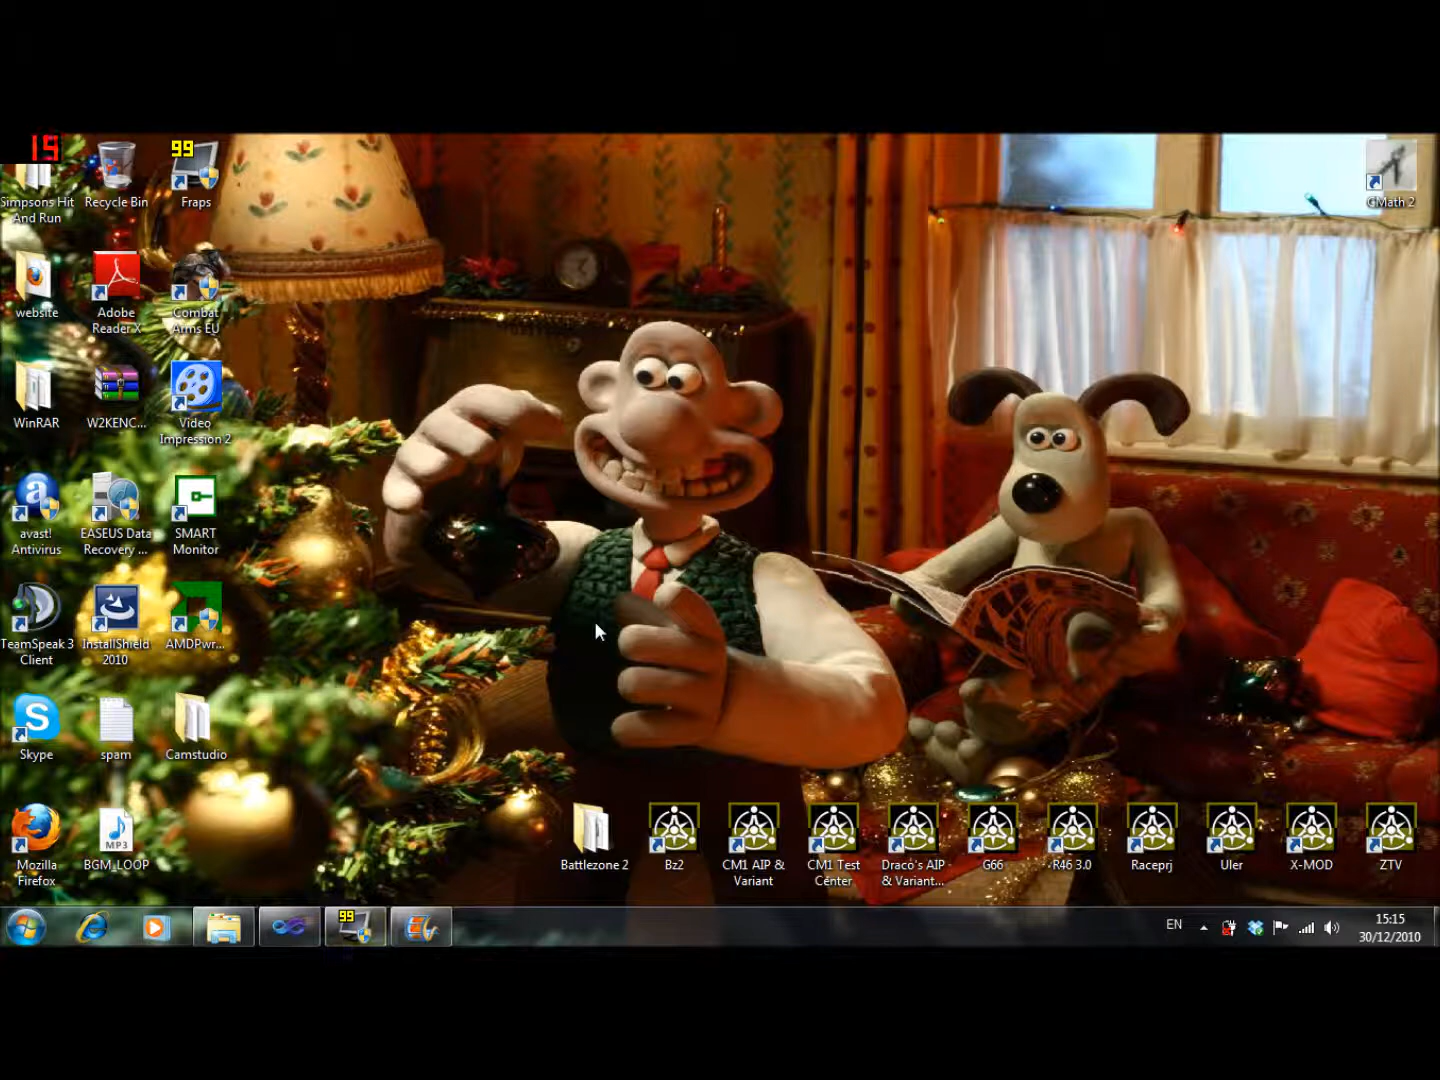 19
99
Simpsons Hit
And Run
Recycle Bin
Fraps
CMath 2
website
Adobe
Reader X
Combat
Arms EU
WinRAR
W2KENC...
Video
Impression 2
avast!
Antivirus
EASEUS Data
Recovery ...
SMART
Monitor
TeamSpeak 3
Client
InstallShield
2010
AMDPwr...
Skype
spam
Camstudio
Mozilla
Firefox
MP3
BGM_LOOP
Battlezone 2
Bz2
CM1 AIP &
Variant
CM1 Test
Center
Draco's AIP
& Variant...
G66
R46 3.0
Raceprj
Uler
X-MOD
ZTV
99
EN
15:15
30/12/2010